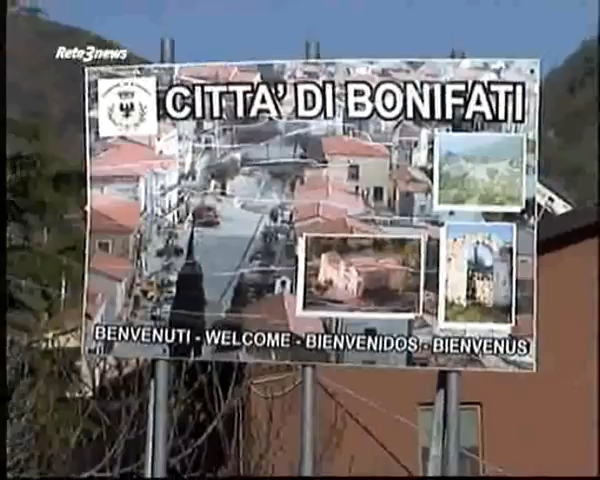 Rete3news
CITTA' DI BONIFATI
BENVENUTI - WELCOME - BIENVENIDOS - BIENVENUS